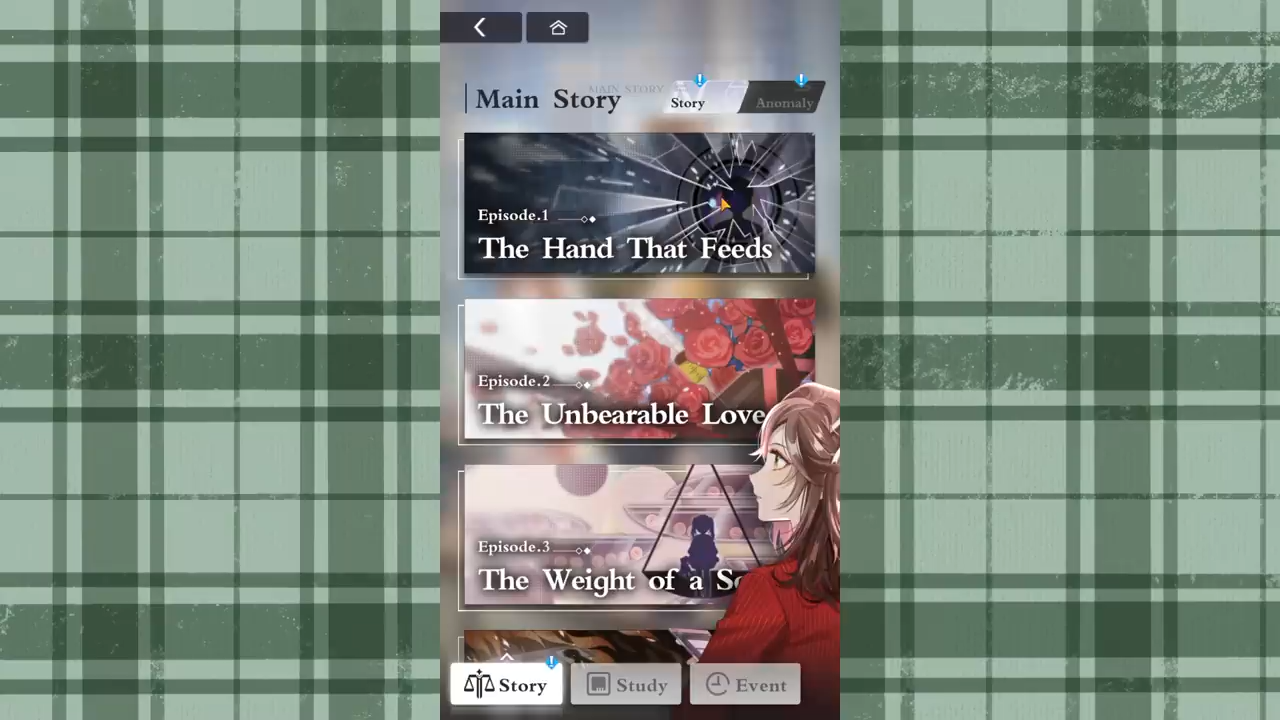 MAIN STORY
Main Story
Story
Anomaly
Episode.1
The Hand That Feeds
Episode.2
The Unbearable Love
Episode.3
The Weight of a
Story
Study
Event